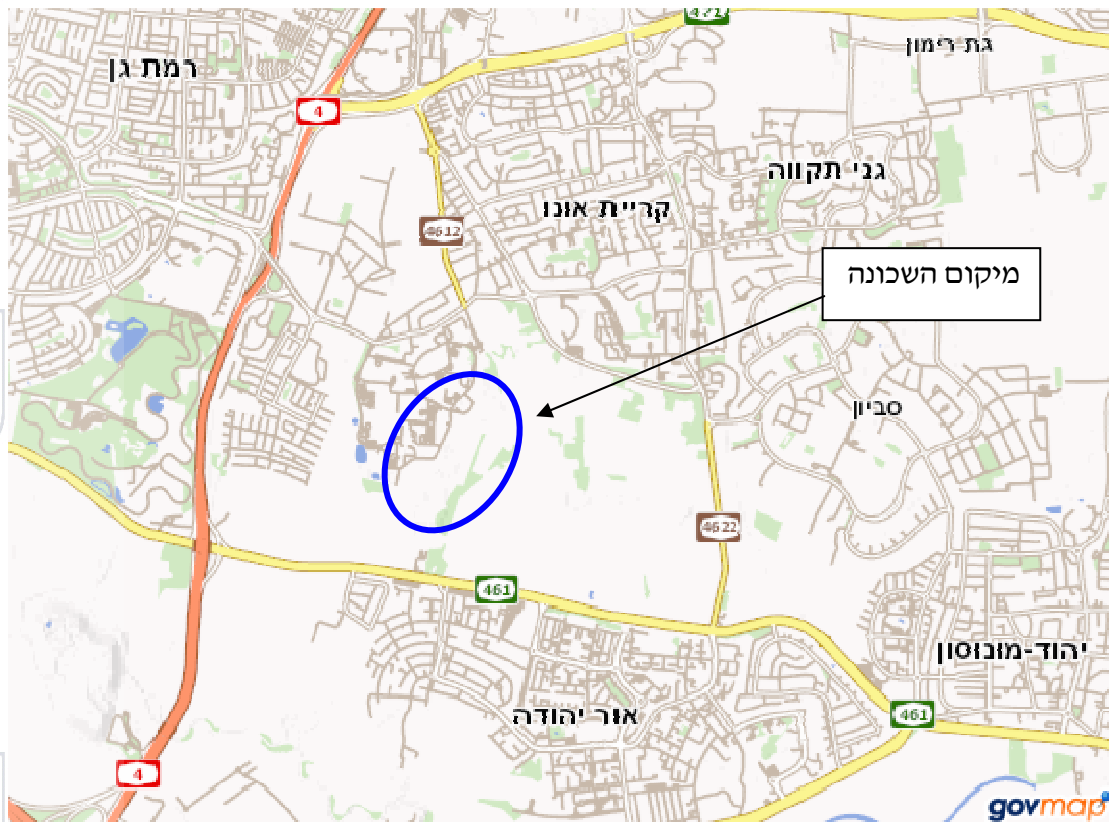 471
גת רימון
רמת גן
4
גני תקווה
קריית אונו
4612
מיקום השכונה
סביון
4622
461
יהוד-מונוסון
אור יהודה
461
4
govmap